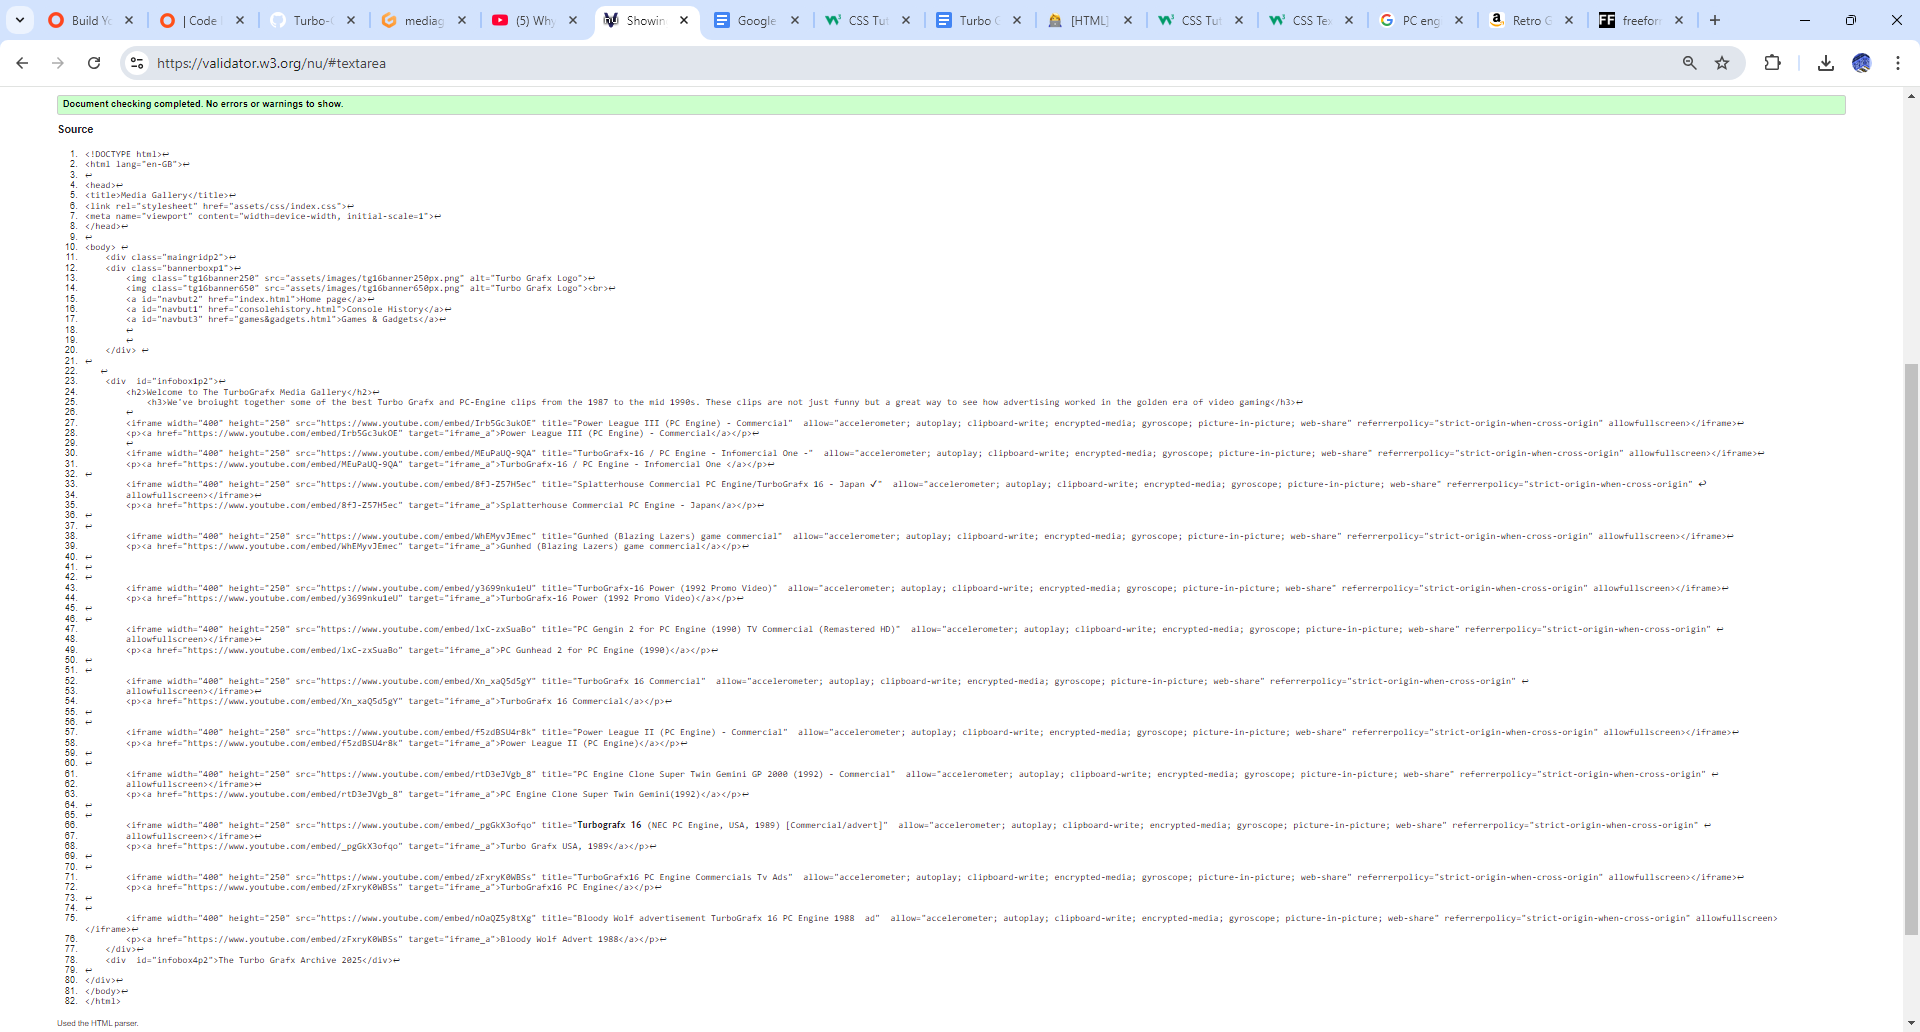 Build Yo
| Code I
Turbo-G
mediag
(5) Why
Showin
Google
CSS Tut
Turbo G
[HTML]
CSS Tut
CSS Tex
PC eng
Retro G
freefor
https://validator.w3.org/nu/#textarea
Document checking completed. No errors or warnings to show.
Source
1. <!DOCTYPE html>↩
2. <html lang="en-GB">↩
3. ↩
4. <head>↩
5. <title>Media Gallery</title>↩
6. <link rel="stylesheet" href="assets/css/index.css">↩
7. <meta name="viewport" content="width=device-width, initial-scale=1">↩
8. </head>↩
9. ↩
10. <body> ↩
11. <div class="maingridp2">↩
12. <div class="bannerboxp1">↩
13. <img class="tg16banner250" src="assets/images/tg16banner250px.png" alt="Turbo Grafx Logo">↩
14. <img class="tg16banner650" src="assets/images/tg16banner650px.png" alt="Turbo Grafx Logo"><br>↩
15. <a id="navbut2" href="index.html">Home page</a>↩
16. <a id="navbut1" href="consolehistory.html">Console History</a>↩
17. <a id="navbut3" href="games&gadgets.html">Games & Gadgets</a>↩
18. ↩
19. ↩
20. </div> ↩
21. ↩
22. ↩
23. <div  id="infobox1p2">↩
24. <h2>Welcome to The TurboGrafx Media Gallery</h2>↩
25. <h3>We've broiught together some of the best Turbo Grafx and PC-Engine clips from the 1987 to the mid 1990s. These clips are not just funny but a great way to see how advertising worked in the golden era of video gaming</h3>↩
26. ↩
27. <iframe width="400" height="250" src="https://www.youtube.com/embed/Irb5Gc3ukOE" title="Power League III (PC Engine) - Commercial"  allow="accelerometer; autoplay; clipboard-write; encrypted-media; gyroscope; picture-in-picture; web-share" referrerpolicy="strict-origin-when-cross-origin" allowfullscreen></iframe>↩
28. <p><a href="https://www.youtube.com/embed/Irb5Gc3ukOE" target="iframe_a">Power League III (PC Engine) - Commercial</a></p>↩
29. ↩
30. <iframe width="400" height="250" src="https://www.youtube.com/embed/MEuPaUQ-9QA" title="TurboGrafx-16 / PC Engine - Infomercial One -"  allow="accelerometer; autoplay; clipboard-write; encrypted-media; gyroscope; picture-in-picture; web-share" referrerpolicy="strict-origin-when-cross-origin" allowfullscreen></iframe>↩
31. <p><a href="https://www.youtube.com/embed/MEuPaUQ-9QA" target="iframe_a">TurboGrafx-16 / PC Engine - Infomercial One </a></p>↩
32. ↩
33. <iframe width="400" height="250" src="https://www.youtube.com/embed/8fJ-Z57H5ec" title="Splatterhouse Commercial PC Engine/TurboGrafx 16 - Japan ✓"  allow="accelerometer; autoplay; clipboard-write; encrypted-media; gyroscope; picture-in-picture; web-share" referrerpolicy="strict-origin-when-cross-origin" ↩
34. allowfullscreen></iframe>↩
35. <p><a href="https://www.youtube.com/embed/8fJ-Z57H5ec" target="iframe_a">Splatterhouse Commercial PC Engine - Japan</a></p>↩
36. ↩
37. ↩
38. <iframe width="400" height="250" src="https://www.youtube.com/embed/WhEMyvJEmec" title="Gunhed (Blazing Lazers) game commercial"  allow="accelerometer; autoplay; clipboard-write; encrypted-media; gyroscope; picture-in-picture; web-share" referrerpolicy="strict-origin-when-cross-origin" allowfullscreen></iframe>↩
39. <p><a href="https://www.youtube.com/embed/WhEMyvJEmec" target="iframe_a">Gunhed (Blazing Lazers) game commercial</a></p>↩
40. ↩
41. ↩
42. ↩
43. <iframe width="400" height="250" src="https://www.youtube.com/embed/y3699nku1eU" title="TurboGrafx-16 Power (1992 Promo Video)"  allow="accelerometer; autoplay; clipboard-write; encrypted-media; gyroscope; picture-in-picture; web-share" referrerpolicy="strict-origin-when-cross-origin" allowfullscreen></iframe>↩
44. <p><a href="https://www.youtube.com/embed/y3699nku1eU" target="iframe_a">TurboGrafx-16 Power (1992 Promo Video)</a></p>↩
45. ↩
46. ↩
47. <iframe width="400" height="250" src="https://www.youtube.com/embed/lxC-zxSuaBo" title="PC Gengin 2 for PC Engine (1990) TV Commercial (Remastered HD)"  allow="accelerometer; autoplay; clipboard-write; encrypted-media; gyroscope; picture-in-picture; web-share" referrerpolicy="strict-origin-when-cross-origin" ↩
48. allowfullscreen></iframe>↩
49. <p><a href="https://www.youtube.com/embed/lxC-zxSuaBo" target="iframe_a">PC Gunhead 2 for PC Engine (1990)</a></p>↩
50. ↩
51. ↩
52. <iframe width="400" height="250" src="https://www.youtube.com/embed/Xn_xaQ5d5gY" title="TurboGrafx 16 Commercial"  allow="accelerometer; autoplay; clipboard-write; encrypted-media; gyroscope; picture-in-picture; web-share" referrerpolicy="strict-origin-when-cross-origin" ↩
53. allowfullscreen></iframe>↩
54. <p><a href="https://www.youtube.com/embed/Xn_xaQ5d5gY" target="iframe_a">TurboGrafx 16 Commercial</a></p>↩
55. ↩
56. ↩
57. <iframe width="400" height="250" src="https://www.youtube.com/embed/f5zdBSU4r8k" title="Power League II (PC Engine) - Commercial"  allow="accelerometer; autoplay; clipboard-write; encrypted-media; gyroscope; picture-in-picture; web-share" referrerpolicy="strict-origin-when-cross-origin" allowfullscreen></iframe>↩
58. <p><a href="https://www.youtube.com/embed/f5zdBSU4r8k" target="iframe_a">Power League II (PC Engine)</a></p>↩
59. ↩
60. ↩
61. <iframe width="400" height="250" src="https://www.youtube.com/embed/rtD3eJVgb_8" title="PC Engine Clone Super Twin Gemini GP 2000 (1992) - Commercial"  allow="accelerometer; autoplay; clipboard-write; encrypted-media; gyroscope; picture-in-picture; web-share" referrerpolicy="strict-origin-when-cross-origin" ↩
62. allowfullscreen></iframe>↩
63. <p><a href="https://www.youtube.com/embed/rtD3eJVgb_8" target="iframe_a">PC Engine Clone Super Twin Gemini(1992)</a></p>↩
64. ↩
65. ↩
66. <iframe width="400" height="250" src="https://www.youtube.com/embed/_pgGkX3ofqo" title="Turbografx 16 (NEC PC Engine, USA, 1989) [Commercial/advert]"  allow="accelerometer; autoplay; clipboard-write; encrypted-media; gyroscope; picture-in-picture; web-share" referrerpolicy="strict-origin-when-cross-origin" ↩
67. allowfullscreen></iframe>↩
68. <p><a href="https://www.youtube.com/embed/_pgGkX3ofqo" target="iframe_a">Turbo Grafx USA, 1989</a></p>↩
69. ↩
70. ↩
71. <iframe width="400" height="250" src="https://www.youtube.com/embed/zFxryK0WBSs" title="TurboGrafx16 PC Engine Commercials Tv Ads"  allow="accelerometer; autoplay; clipboard-write; encrypted-media; gyroscope; picture-in-picture; web-share" referrerpolicy="strict-origin-when-cross-origin" allowfullscreen></iframe>↩
72. <p><a href="https://www.youtube.com/embed/zFxryK0WBSs" target="iframe_a">TurboGrafx16 PC Engine</a></p>↩
73. ↩
74. ↩
75. <iframe width="400" height="250" src="https://www.youtube.com/embed/nOaQZ5y8tXg" title="Bloody Wolf advertisement TurboGrafx 16 PC Engine 1988  ad"  allow="accelerometer; autoplay; clipboard-write; encrypted-media; gyroscope; picture-in-picture; web-share" referrerpolicy="strict-origin-when-cross-origin" allowfullscreen>
</iframe>↩
76. <p><a href="https://www.youtube.com/embed/zFxryK0WBSs" target="iframe_a">Bloody Wolf Advert 1988</a></p>↩
77. </div>↩
78. <div  id="infobox4p2">The Turbo Grafx Archive 2025</div>↩
79. ↩
80. </div>↩
81. </body>↩
82. </html>
Used the HTML parser.